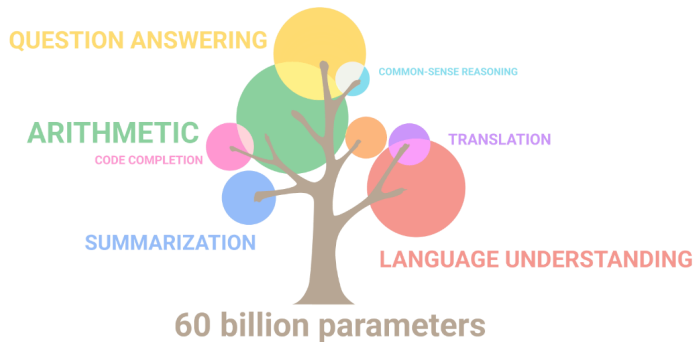 QUESTION ANSWERING
COMMON-SENSE REASONING
ARITHMETIC
TRANSLATION
CODE COMPLETION
SUMMARIZATION
LANGUAGE UNDERSTANDING
60 billion parameters